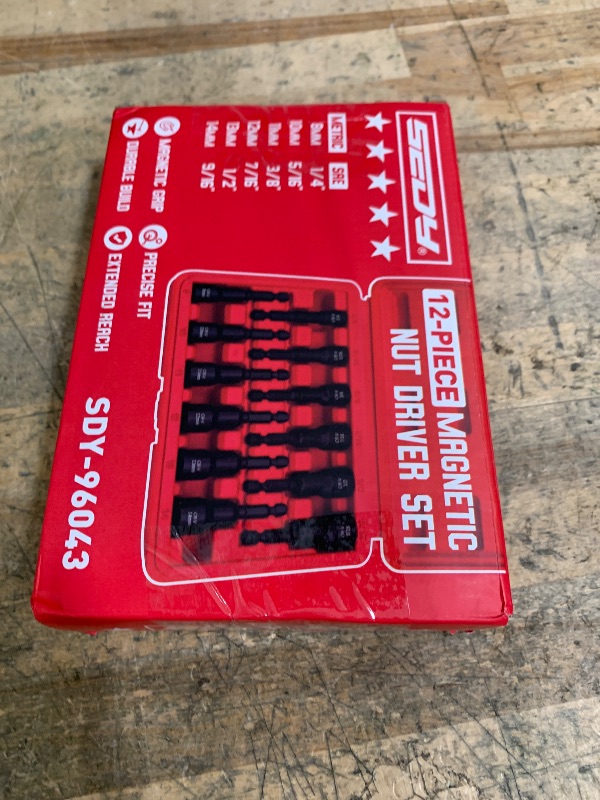 SEDY®
12-PIECE MAGNETIC
NUT DRIVER SET
METRIC SAE
8MM 1/4"
10MM 5/16"
11MM 3/8"
12MM 7/16"
13MM 1/2"
14MM 9/16"
MAGNETIC GRIP
PRECISE FIT
DURABLE BUILD
EXTENDED REACH
SDY-96043